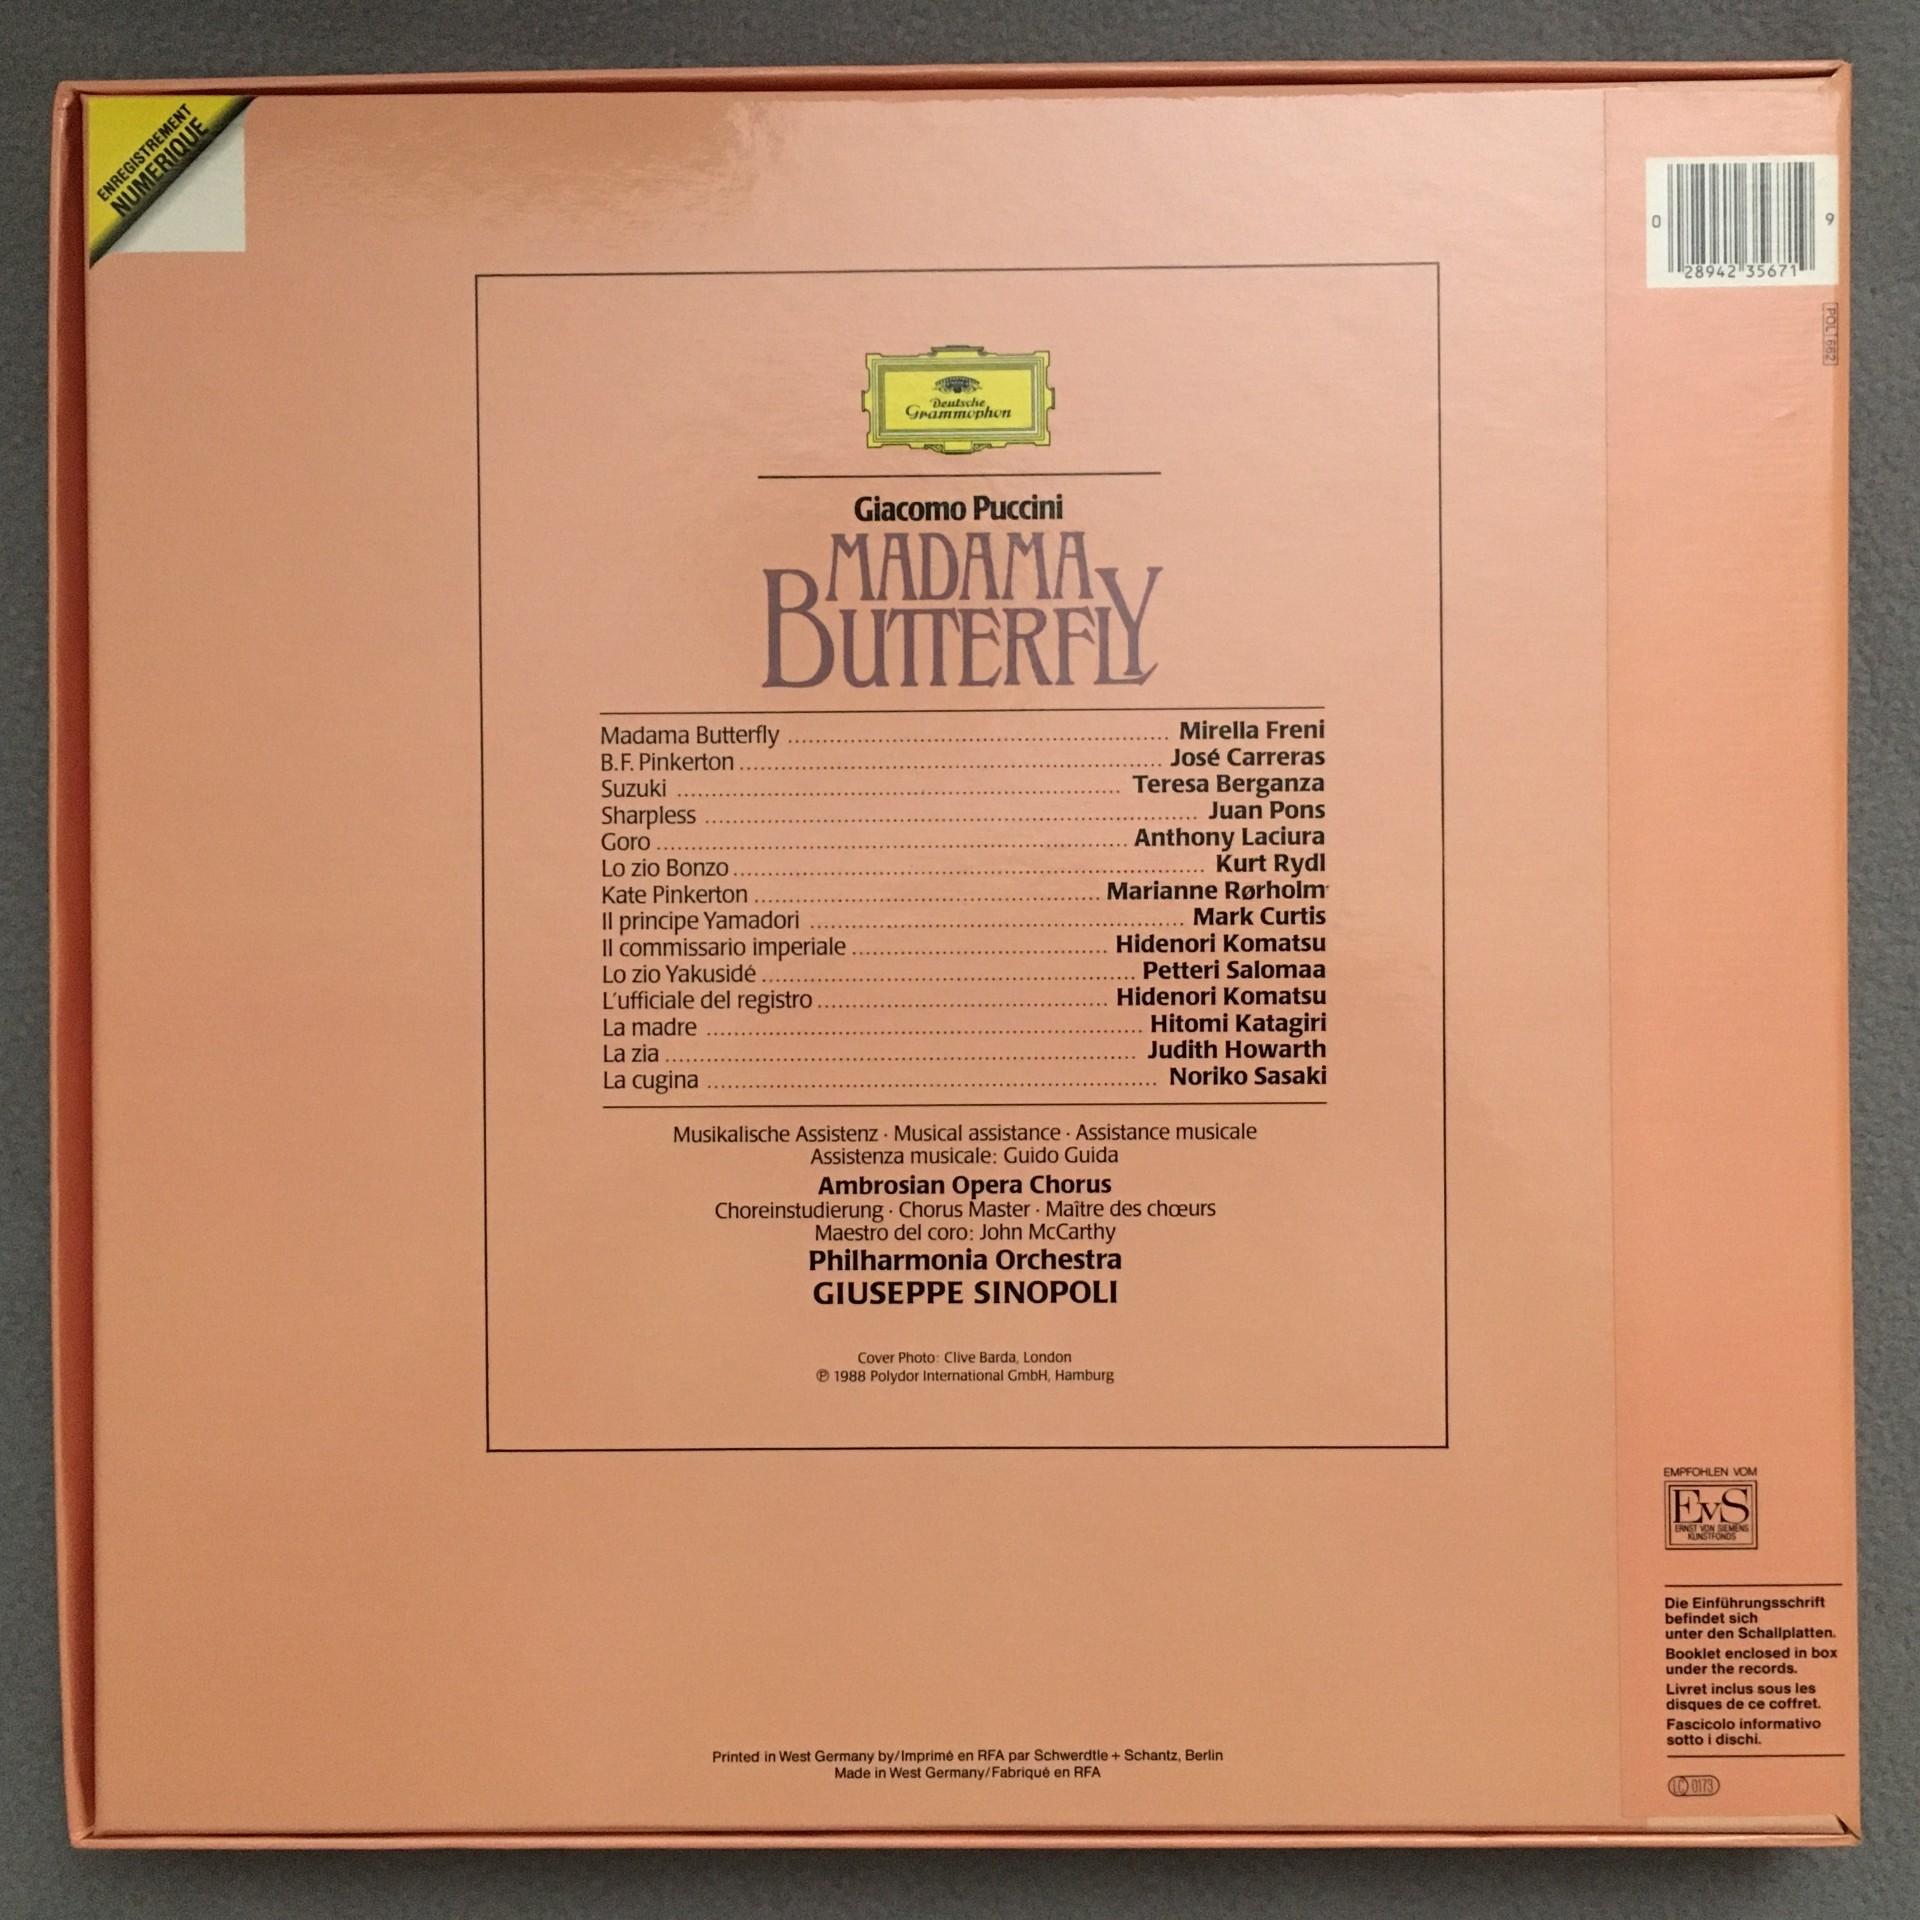 ENREGISTREMENT
NUMERIQUE
0 28942 35671 9
POL 662
Deutsche
Grammophon
Giacomo Puccini
MADAMA
BUTTERFLY
Madama Butterfly ........ Mirella Freni
B.F. Pinkerton ........ José Carreras
Suzuki ........ Teresa Berganza
Sharpless ........ Juan Pons
Goro ........ Anthony Laciura
Lo zio Bonzo ........ Kurt Rydl
Kate Pinkerton ........ Marianne Rørholm
Il principe Yamadori ........ Mark Curtis
Il commissario imperiale ........ Hidenori Komatsu
Lo zio Yakusidé ........ Petteri Salomaa
L'ufficiale del registro ........ Hidenori Komatsu
La madre ........ Hitomi Katagiri
La zia ........ Judith Howarth
La cugina ........ Noriko Sasaki
Musikalische Assistenz · Musical assistance · Assistance musicale
Assistenza musicale: Guido Guida
Ambrosian Opera Chorus
Choreinstudierung · Chorus Master · Maître des chœurs
Maestro del coro: John McCarthy
Philharmonia Orchestra
GIUSEPPE SINOPOLI
Cover Photo: Clive Barda, London
℗ 1988 Polydor International GmbH, Hamburg
EMPFOHLEN VOM
EvS
ERNST VON SIEMENS
KUNSTFONDS
Die Einführungsschrift
befindet sich
unter den Schallplatten.
Booklet enclosed in box
under the records.
Livret inclus sous les
disques de ce coffret.
Fascicolo informativo
sotto i dischi.
LC 0173
Printed in West Germany by/Imprimé en RFA par Schwerdtle + Schantz, Berlin
Made in West Germany/Fabriqué en RFA